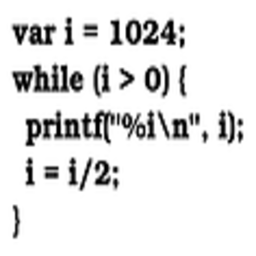 var i = 1024;
while (i > 0) {
printf("%i\n", i);
i = i/2;
}